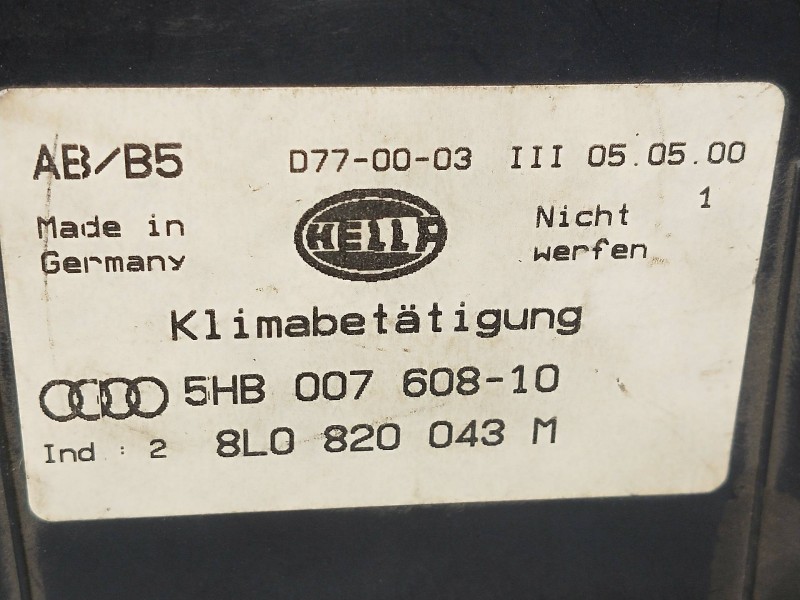 AB/B5 D77-00-03 III 05.05.00
1
Made in Germany
HELLA
Nicht werfen
Klimabetätigung
5HB 007 608-10
Ind : 2 8L0 820 043 M